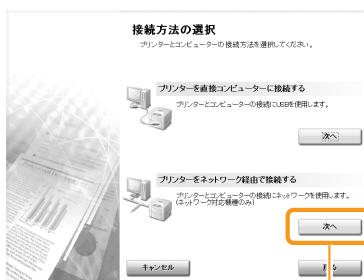 接続方法の選択
プリンターとコンピューターの接続方法を選択してください。
プリンターを直接コンピューターに接続する
プリンターとコンピューターの接続にUSBを使用します。
次へ
プリンターをネットワーク経由で接続する
プリンターとコンピューターの接続にネットワークを使用します。
(ネットワーク対応機種のみ)
次へ
キャンセル
戻る